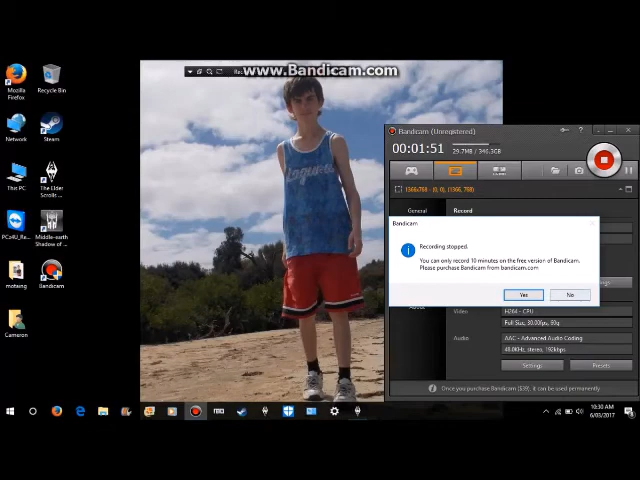 www.Bandicam.com
Mozilla
Firefox
Recycle Bin
Network
Steam
This PC
The Elder
Scrolls ...
Middle-earth
Shadow of ...
motaing
Bandicam
Cameron
Bandicam (Unregistered)
00:01:51
29.7MB / 346.3GB
1366x768 - (0, 0), (1366, 768)
General
Record
Bandicam
Recording stopped.
You can only record 10 minutes on the free version of Bandicam.
Please purchase Bandicam from bandicam.com
Yes
No
Video
H264 - CPU
Full Size, 30.00fps, 80q
Audio
AAC - Advanced Audio Coding
48.0KHz, stereo, 192kbps
Settings
Presets
Once you purchase Bandicam ($39), it can be used permanently
10:30 AM
6/03/2017